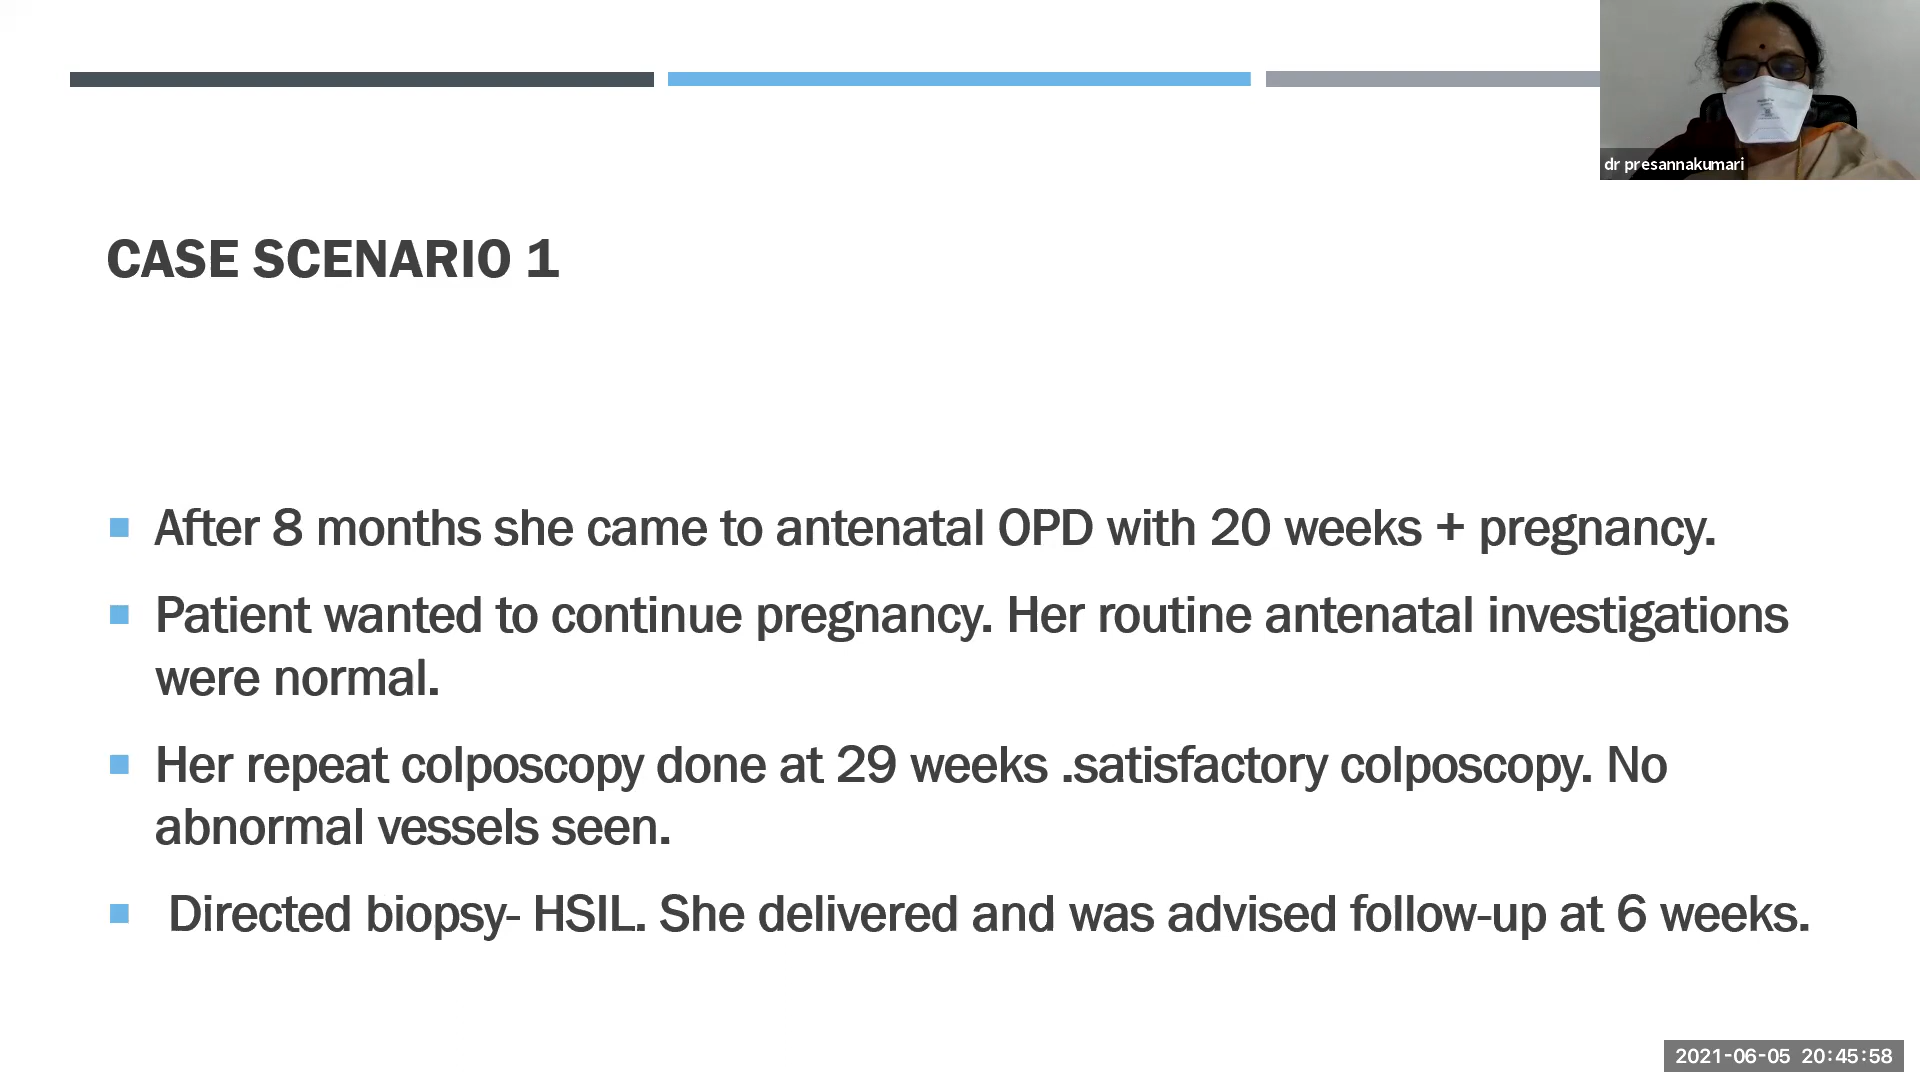 dr presannakumari
CASE SCENARIO 1
After 8 months she came to antenatal OPD with 20 weeks + pregnancy.
Patient wanted to continue pregnancy. Her routine antenatal investigations
were normal.
Her repeat colposcopy done at 29 weeks .satisfactory colposcopy. No
abnormal vessels seen.
Directed biopsy- HSIL. She delivered and was advised follow-up at 6 weeks.
2021-06-05 20:45:58